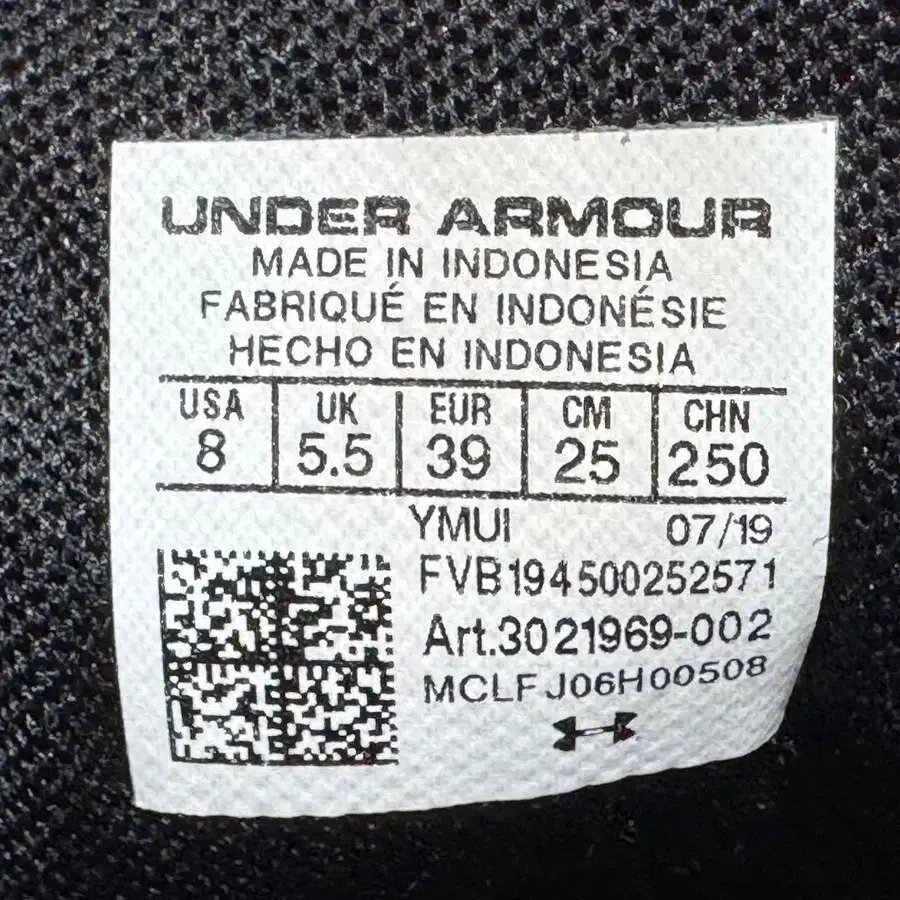 UNDER ARMOUR
MADE IN INDONESIA
FABRIQUÉ EN INDONÉSIE
HECHO EN INDONESIA
USA UK EUR CM CHN
8 5.5 39 25 250
YMUI 07/19
FVB194500252571
Art.3021969-002
MCLFJ06H00508